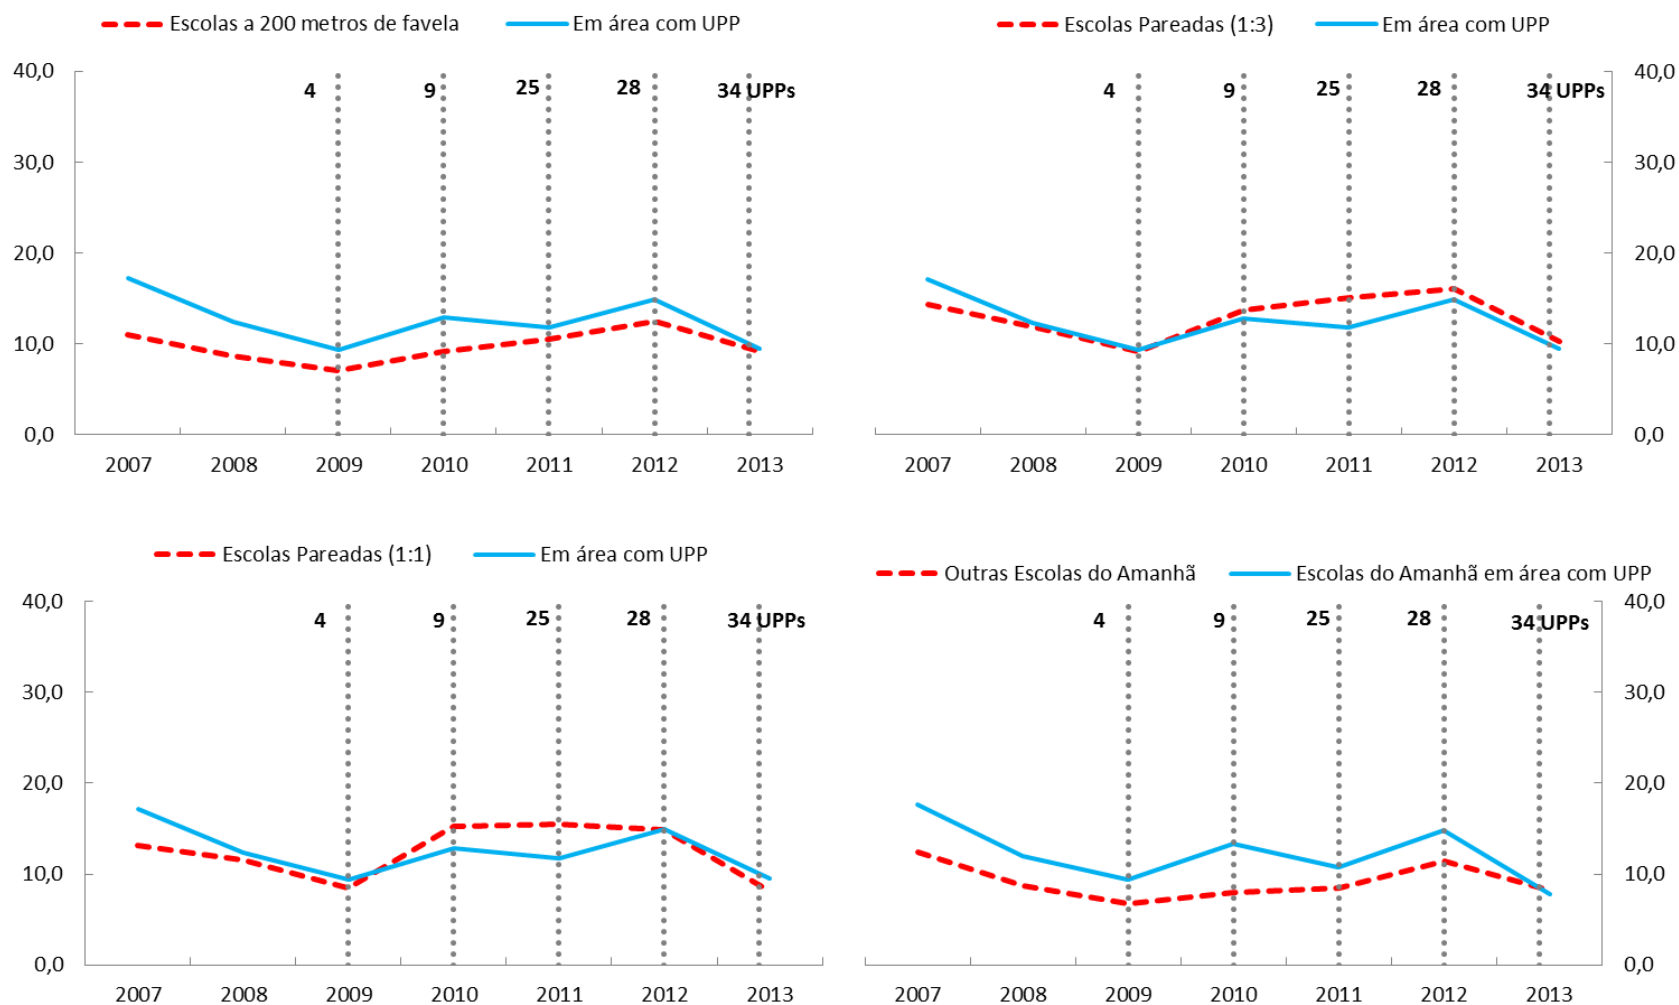 Escolas a 200 metros de favela Em área com UPP
40,0 4 9 25 28 34 UPPs
30,0
20,0
10,0
0,0
2007 2008 2009 2010 2011 2012 2013
Escolas Pareadas (1:3) Em área com UPP
4 9 25 28 34 UPPs 40,0
30,0
20,0
10,0
0,0
2007 2008 2009 2010 2011 2012 2013
Escolas Pareadas (1:1) Em área com UPP
40,0 4 9 25 28 34 UPPs
30,0
20,0
10,0
0,0
2007 2008 2009 2010 2011 2012 2013
Outras Escolas do Amanhã Escolas do Amanhã em área com UPP
4 9 25 28 34 UPPs 40,0
30,0
20,0
10,0
0,0
2007 2008 2009 2010 2011 2012 2013